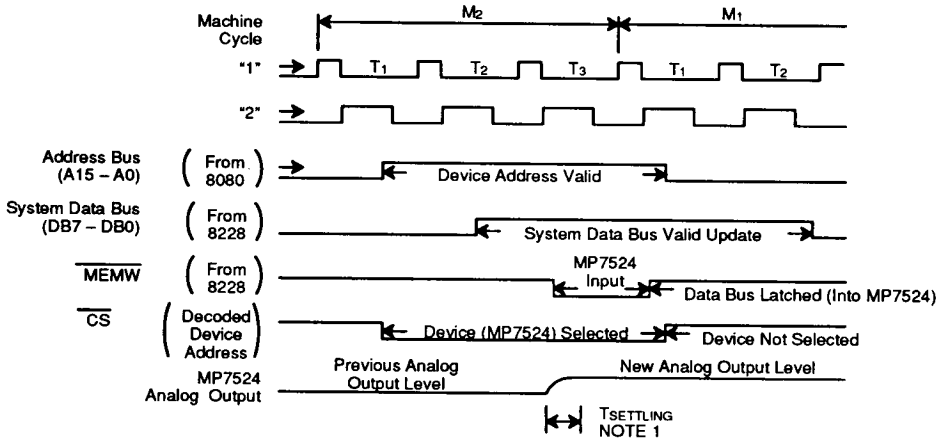 M2
M1
Machine
Cycle
"1"
T1
T2
T3
T1
T2
"2"
Address Bus
(A15 – A0)
( From
8080 )
Device Address Valid
System Data Bus
(DB7 – DB0)
( From
8228 )
System Data Bus Valid Update
MEMW
( From
8228 )
MP7524
Input
Data Bus Latched (Into MP7524)
CS
( Decoded
Device
Address )
Device (MP7524) Selected
Device Not Selected
MP7524
Analog Output
Previous Analog
Output Level
New Analog Output Level
TSETTLING
NOTE 1